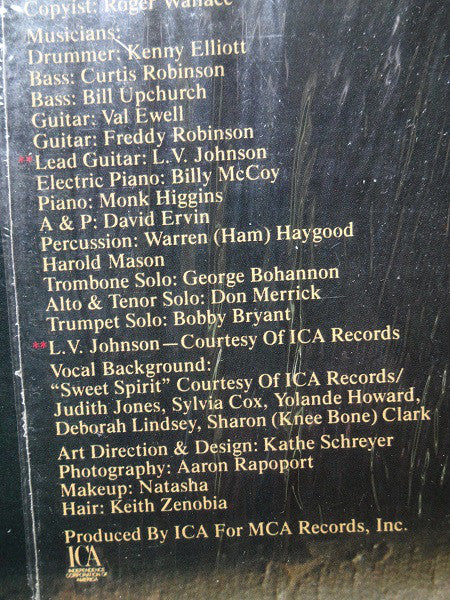 Copyist: Roger Wallace
Musicians:
Drummer: Kenny Elliott
Bass: Curtis Robinson
Bass: Bill Upchurch
Guitar: Val Ewell
Guitar: Freddy Robinson
**Lead Guitar: L.V. Johnson
Electric Piano: Billy McCoy
Piano: Monk Higgins
A & P: David Ervin
Percussion: Warren (Ham) Haygood
Harold Mason
Trombone Solo: George Bohannon
Alto & Tenor Solo: Don Merrick
Trumpet Solo: Bobby Bryant
**L.V. Johnson—Courtesy Of ICA Records
Vocal Background:
“Sweet Spirit” Courtesy Of ICA Records/
Judith Jones, Sylvia Cox, Yolande Howard,
Deborah Lindsey, Sharon (Knee Bone) Clark
Art Direction & Design: Kathe Schreyer
Photography: Aaron Rapoport
Makeup: Natasha
Hair: Keith Zenobia
Produced By ICA For MCA Records, Inc.
ICA
INDEPENDENCE
CORPORATION OF
AMERICA